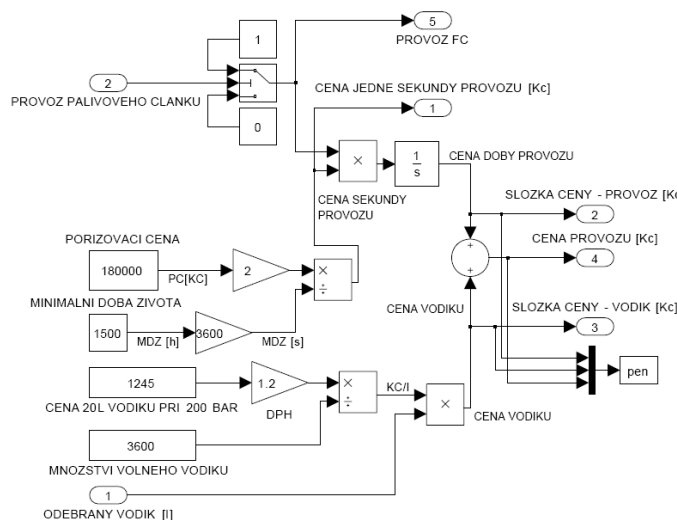 1
5
PROVOZ FC
2
PROVOZ PALIVOVEHO CLANKU
0
CENA JEDNE SEKUNDY PROVOZU [Kc]
1
×
1
s
CENA DOBY PROVOZU
CENA SEKUNDY
PROVOZU
SLOZKA CENY - PROVOZ [Kc
2
PORIZOVACI CENA
180000
PC[KC]
2
×
÷
+
+
CENA PROVOZU [Kc]
4
MINIMALNI DOBA ZIVOTA
1500
MDZ [h]
3600
MDZ [s]
CENA VODIKU
SLOZKA CENY - VODIK [Kc]
3
1245
1.2
×
÷
KC/l
pen
CENA 20L VODIKU PRI 200 BAR
DPH
×
CENA VODIKU
3600
MNOZSTVI VOLNEHO VODIKU
1
ODEBRANY VODIK [l]